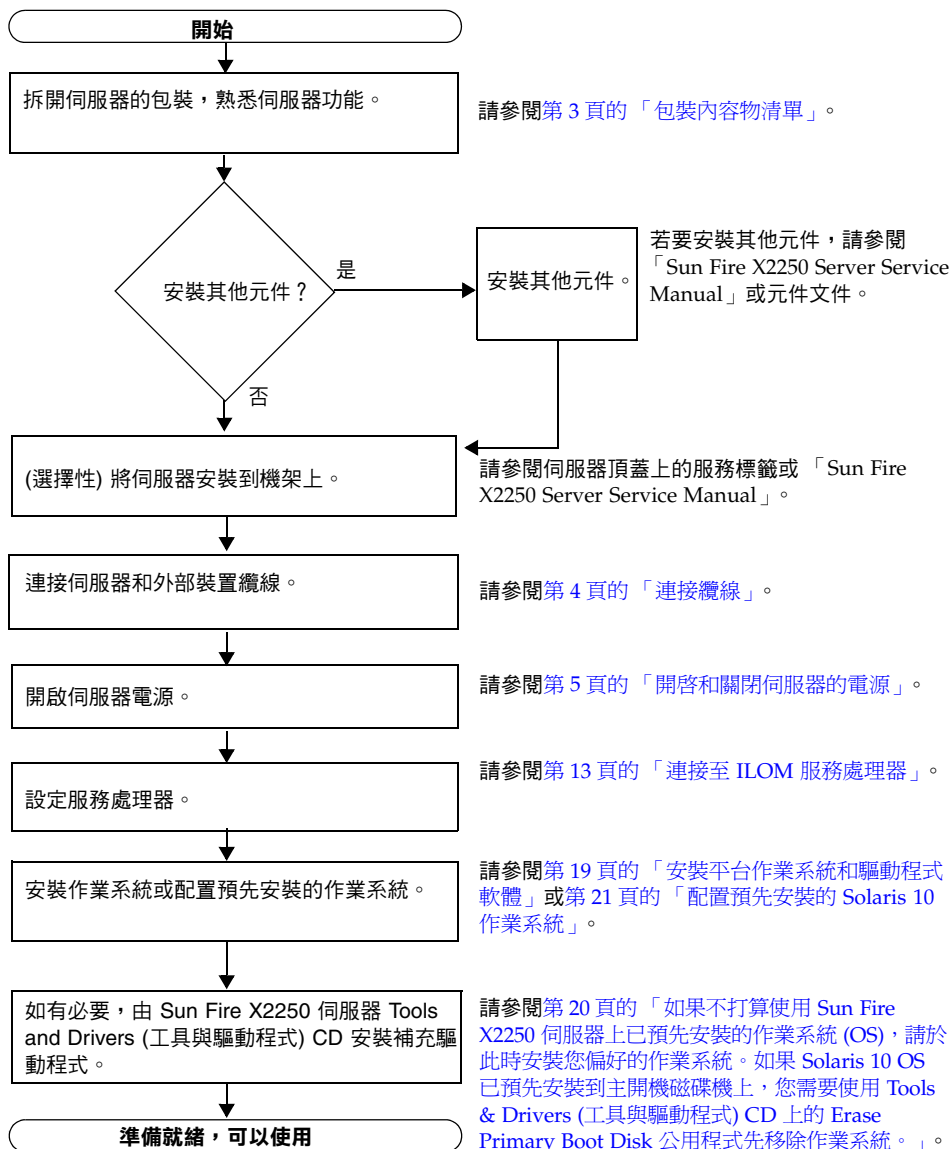 開始
拆開伺服器的包裝，熟悉伺服器功能。
請參閱第 3 頁的 「包裝內容物清單」。
安裝其他元件？
是
安裝其他元件。
若要安裝其他元件，請參閱
「Sun Fire X2250 Server Service
Manual」或元件文件。
否
(選擇性) 將伺服器安裝到機架上。
請參閱伺服器頂蓋上的服務標籤或 「Sun Fire
X2250 Server Service Manual」。
連接伺服器和外部裝置纜線。
請參閱第 4 頁的 「連接纜線」。
開啟伺服器電源。
請參閱第 5 頁的 「開啓和關閉伺服器的電源」。
設定服務處理器。
請參閱第 13 頁的 「連接至 ILOM 服務處理器」。
安裝作業系統或配置預先安裝的作業系統。
請參閱第 19 頁的 「安裝平台作業系統和驅動程式
軟體」或第 21 頁的 「配置預先安裝的 Solaris 10
作業系統」。
如有必要，由 Sun Fire X2250 伺服器 Tools
and Drivers (工具與驅動程式) CD 安裝補充驅
動程式。
請參閱第 20 頁的 「如果不打算使用 Sun Fire
X2250 伺服器上已預先安裝的作業系統 (OS)，請於
此時安裝您偏好的作業系統。如果 Solaris 10 OS
已預先安裝到主開機磁碟機上，您需要使用 Tools
& Drivers (工具與驅動程式) CD 上的 Erase
Primary Boot Disk 公用程式先移除作業系統。」。
準備就緒，可以使用